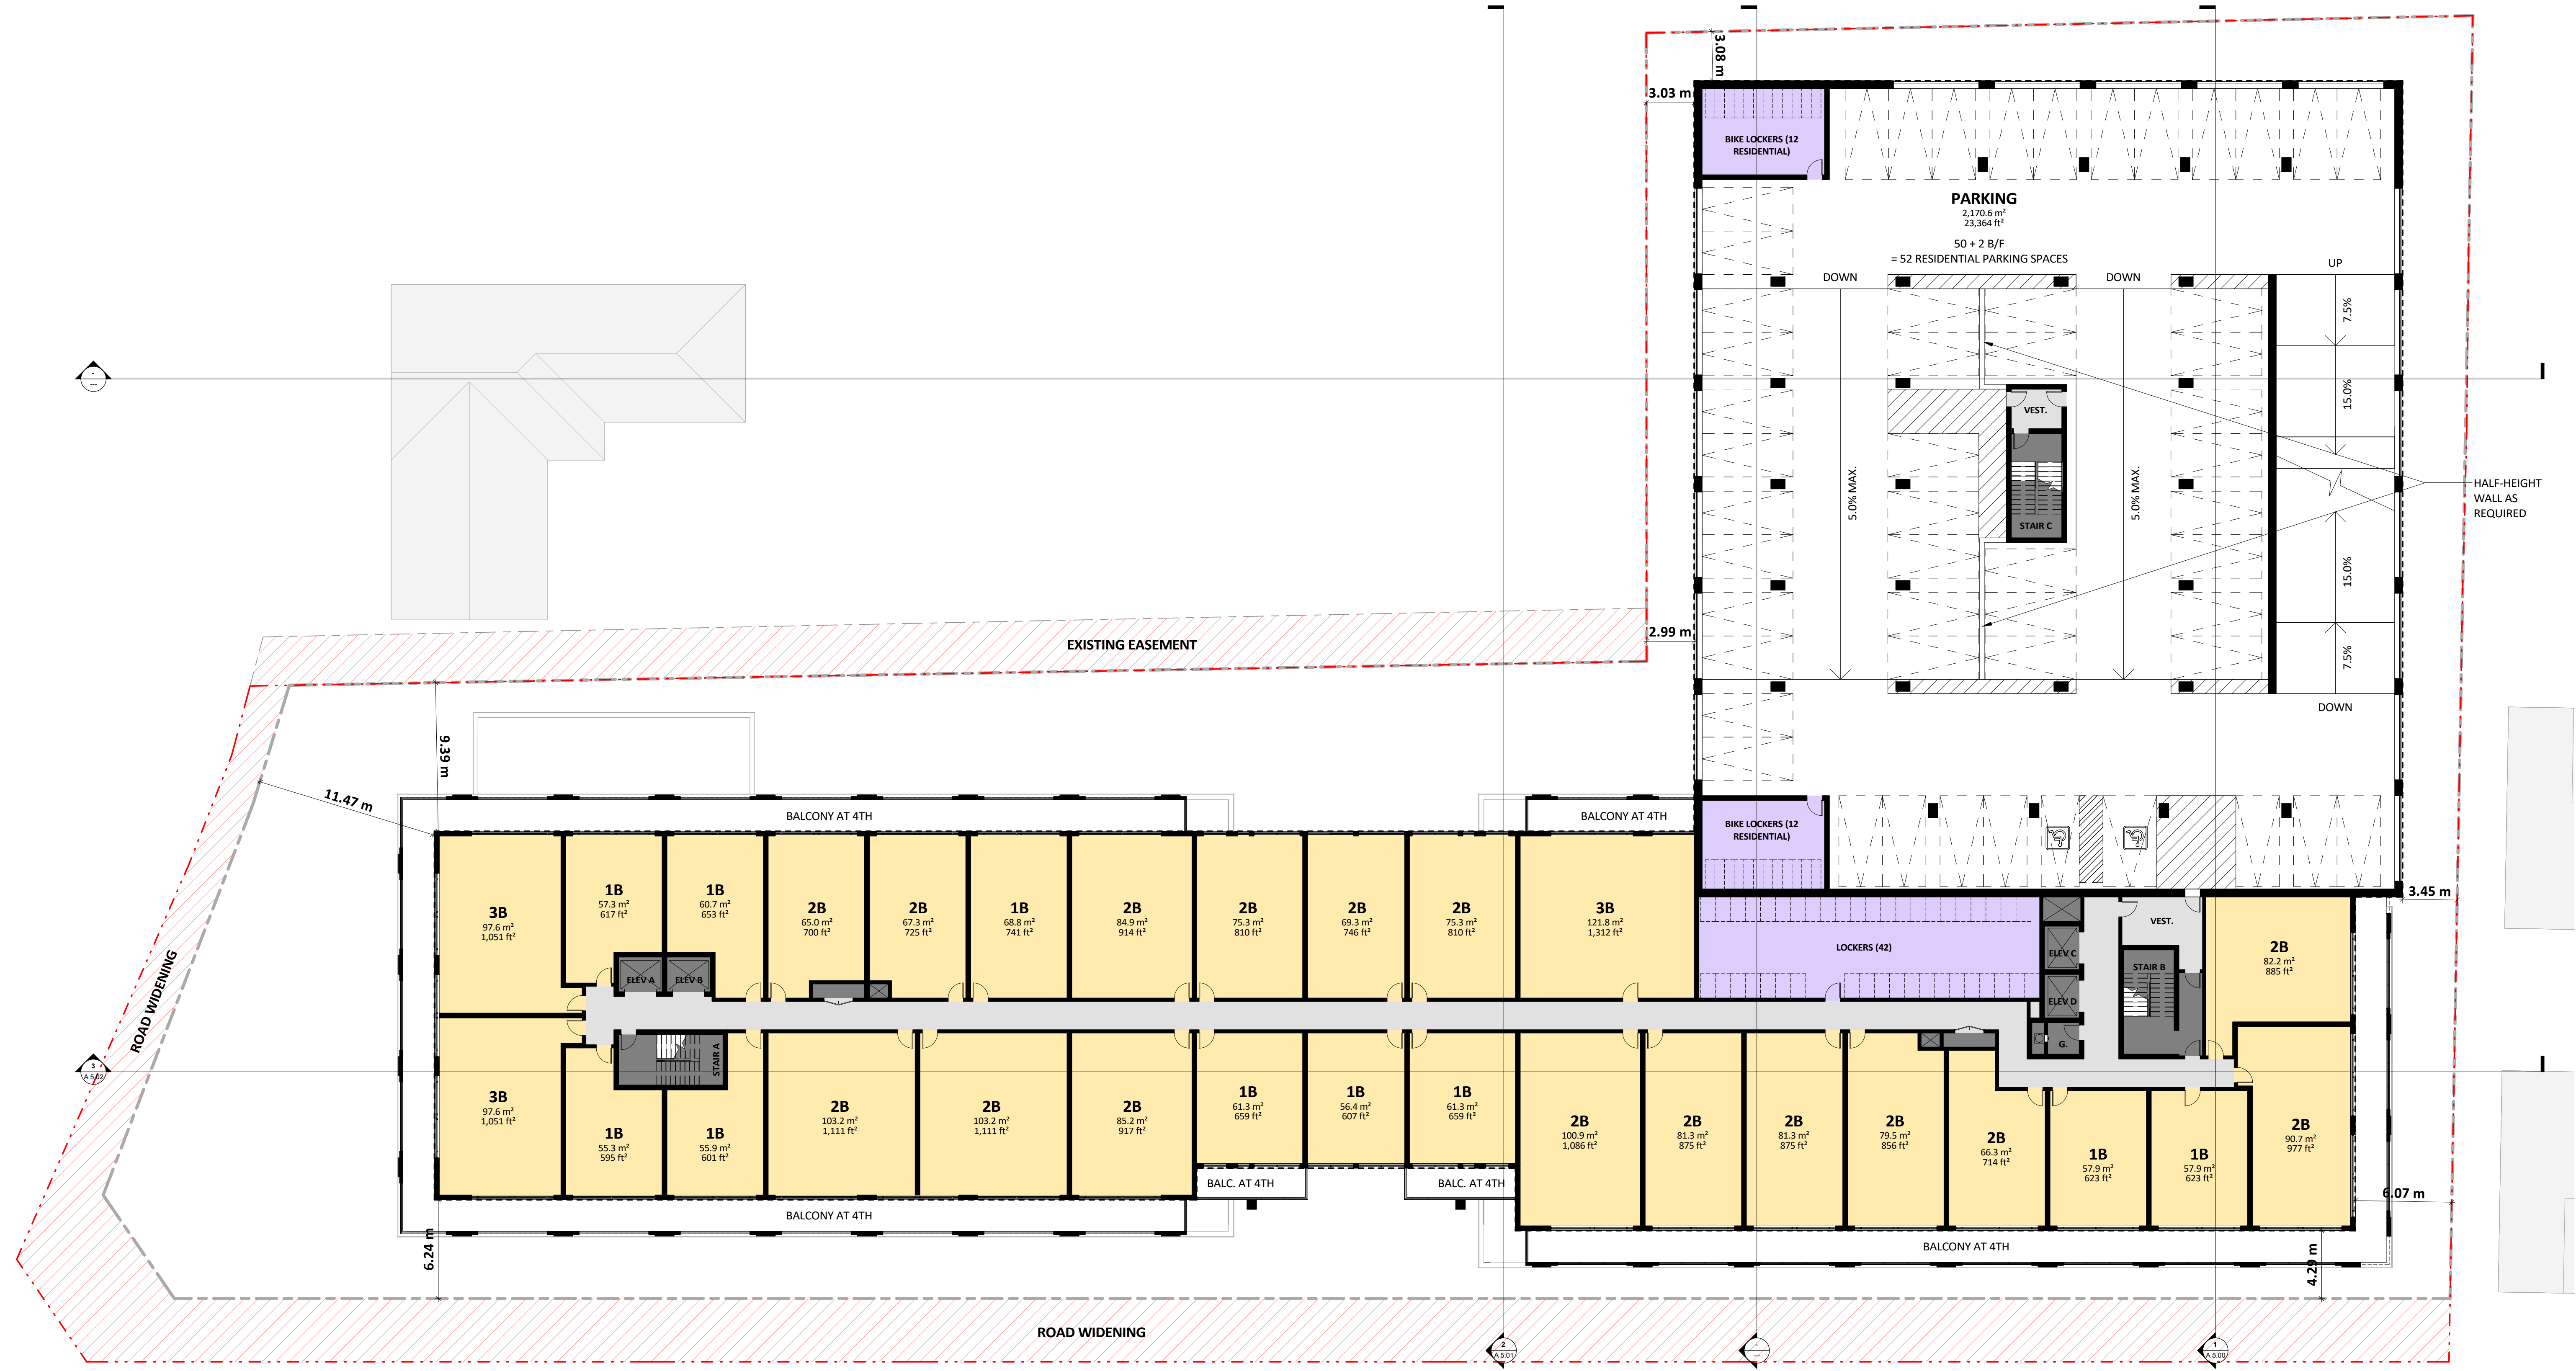 3.08 m
3.03 m
BIKE LOCKERS (12
RESIDENTIAL)
PARKING
2,170.6 m²
23,364 ft²
50 + 2 B/F
= 52 RESIDENTIAL PARKING SPACES
DOWN
DOWN
UP
7.5%
15.0%
-
---
VEST.
STAIR C
5.0% MAX.
5.0% MAX.
HALF-HEIGHT
WALL AS
REQUIRED
15.0%
7.5%
DOWN
EXISTING EASEMENT
2.99 m
9.39 m
11.47 m
BALCONY AT 4TH
BALCONY AT 4TH
BIKE LOCKERS (12
RESIDENTIAL)
3.45 m
3B
97.6 m²
1,051 ft²
1B
57.3 m²
617 ft²
1B
60.7 m²
653 ft²
2B
65.0 m²
700 ft²
2B
67.3 m²
725 ft²
1B
68.8 m²
741 ft²
2B
84.9 m²
914 ft²
2B
75.3 m²
810 ft²
2B
69.3 m²
746 ft²
2B
75.3 m²
810 ft²
3B
121.8 m²
1,312 ft²
LOCKERS (42)
VEST.
2B
82.2 m²
885 ft²
ELEV A
ELEV B
ELEV C
ELEV D
STAIR B
G.
ROAD WIDENING
3
A 5.02
STAIR A
3B
97.6 m²
1,051 ft²
1B
55.3 m²
595 ft²
1B
55.9 m²
601 ft²
2B
103.2 m²
1,111 ft²
2B
103.2 m²
1,111 ft²
2B
85.2 m²
917 ft²
1B
61.3 m²
659 ft²
1B
56.4 m²
607 ft²
1B
61.3 m²
659 ft²
2B
100.9 m²
1,086 ft²
2B
81.3 m²
875 ft²
2B
81.3 m²
875 ft²
2B
79.5 m²
856 ft²
2B
66.3 m²
714 ft²
1B
57.9 m²
623 ft²
1B
57.9 m²
623 ft²
2B
90.7 m²
977 ft²
BALC. AT 4TH
BALC. AT 4TH
6.07 m
BALCONY AT 4TH
BALCONY AT 4TH
6.24 m
4.29 m
ROAD WIDENING
2
A 5.01
-
---
1
A 5.00